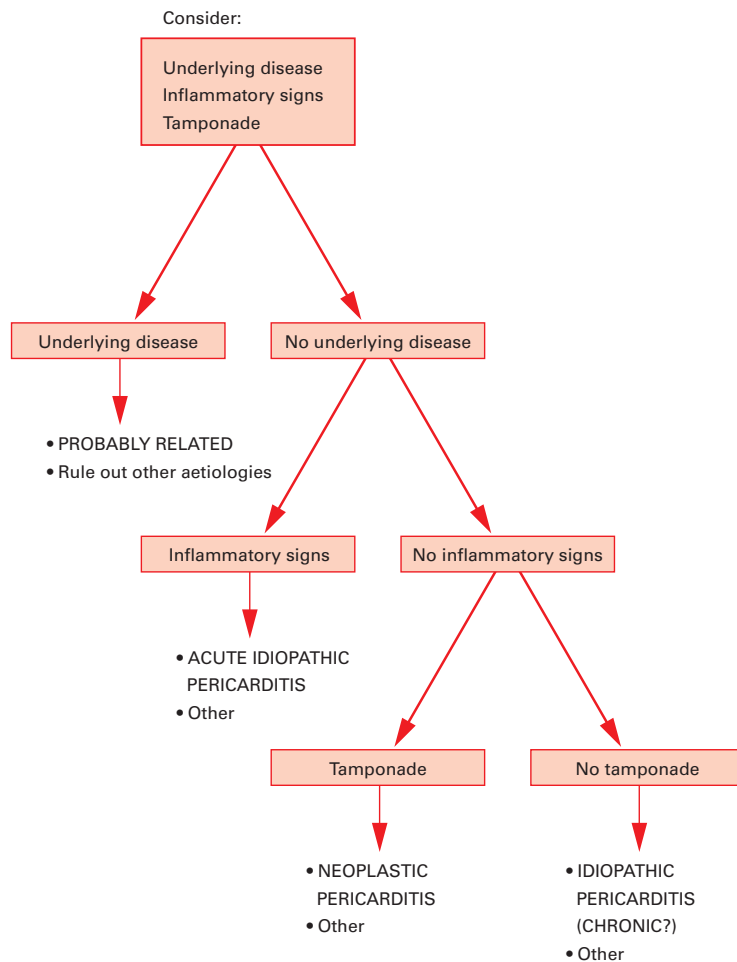 Consider:
Underlying disease
Inflammatory signs
Tamponade
Underlying disease
No underlying disease
• PROBABLY RELATED
• Rule out other aetiologies
Inflammatory signs
No inflammatory signs
• ACUTE IDIOPATHIC
PERICARDITIS
• Other
Tamponade
No tamponade
• NEOPLASTIC
PERICARDITIS
• Other
• IDIOPATHIC
PERICARDITIS
(CHRONIC?)
• Other